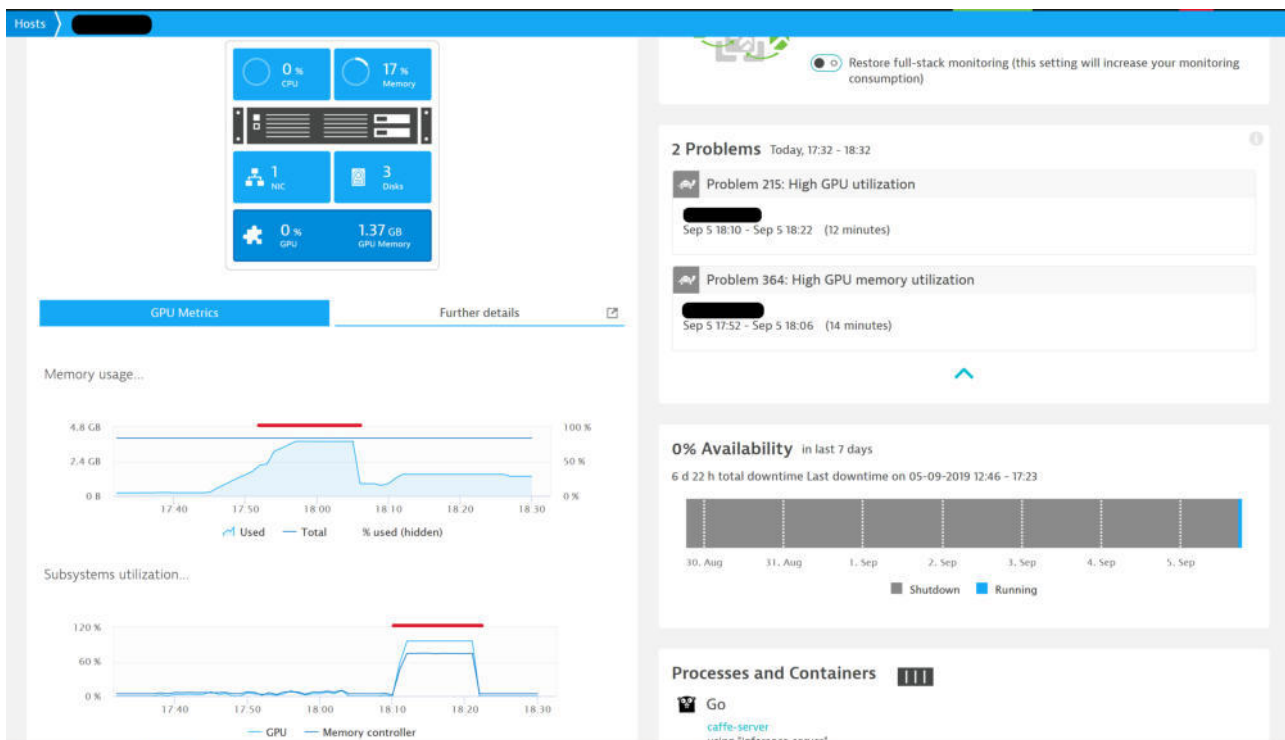 Hosts
0 %
CPU
17 %
Memory
1
NIC
3
Disks
0 %
GPU
1.37 GB
GPU Memory
GPU Metrics
Further details
Memory usage...
4.8 GB
2.4 GB
0 B
100 %
50 %
0 %
17:40 17:50 18:00 18:10 18:20 18:30
Used Total % used (hidden)
Subsystems utilization...
120 %
60 %
0 %
17:40 17:50 18:00 18:10 18:20 18:30
GPU Memory controller
Restore full-stack monitoring (this setting will increase your monitoring
consumption)
2 Problems Today, 17:32 - 18:32
Problem 215: High GPU utilization
Sep 5 18:10 - Sep 5 18:22 (12 minutes)
Problem 364: High GPU memory utilization
Sep 5 17:52 - Sep 5 18:06 (14 minutes)
0% Availability in last 7 days
6 d 22 h total downtime Last downtime on 05-09-2019 12:46 - 17:23
30. Aug 31. Aug 1. Sep 2. Sep 3. Sep 4. Sep 5. Sep
Shutdown Running
Processes and Containers
Go
caffe-server
using "inference-server"